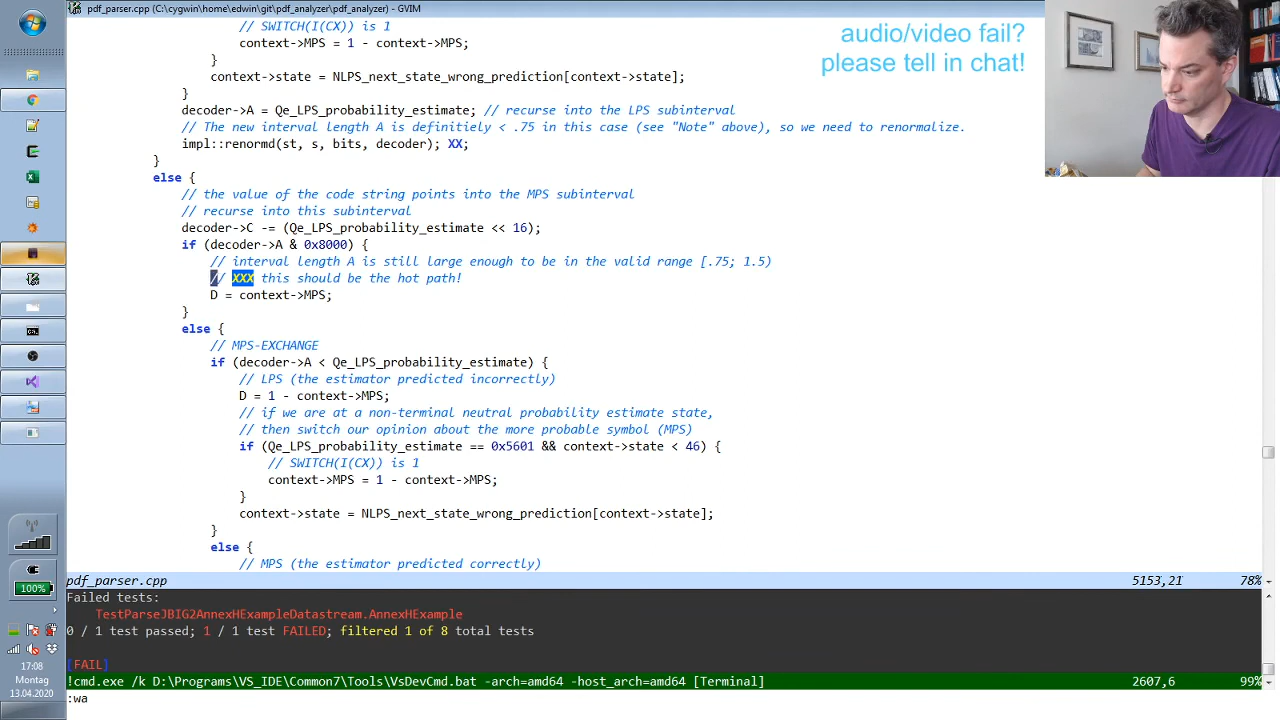 pdf_parser.cpp (C:\cygwin\home\edwin\git\pdf_analyzer\pdf_analyzer) - GVIM
audio/video fail?
please tell in chat!
// SWITCH(I(CX)) is 1
context->MPS = 1 - context->MPS;
}
context->state = NLPS_next_state_wrong_prediction[context->state];
}
decoder->A = Qe_LPS_probability_estimate; // recurse into the LPS subinterval
// The new interval length A is definitiely < .75 in this case (see "Note" above), so we need to renormalize.
impl::renormd(st, s, bits, decoder); XX;
}
else {
// the value of the code string points into the MPS subinterval
// recurse into this subinterval
decoder->C -= (Qe_LPS_probability_estimate << 16);
if (decoder->A & 0x8000) {
// interval length A is still large enough to be in the valid range [.75; 1.5)
// XXX this should be the hot path!
D = context->MPS;
}
else {
// MPS-EXCHANGE
if (decoder->A < Qe_LPS_probability_estimate) {
// LPS (the estimator predicted incorrectly)
D = 1 - context->MPS;
// if we are at a non-terminal neutral probability estimate state,
// then switch our opinion about the more probable symbol (MPS)
if (Qe_LPS_probability_estimate == 0x5601 && context->state < 46) {
// SWITCH(I(CX)) is 1
context->MPS = 1 - context->MPS;
}
context->state = NLPS_next_state_wrong_prediction[context->state];
}
else {
// MPS (the estimator predicted correctly)
pdf_parser.cpp 5153,21 78%
Failed tests:
TestParseJBIG2AnnexHExampleDatastream.AnnexHExample
0 / 1 test passed; 1 / 1 test FAILED; filtered 1 of 8 total tests
[FAIL]
!cmd.exe /k D:\Programs\VS_IDE\Common7\Tools\VsDevCmd.bat -arch=amd64 -host_arch=amd64 [Terminal] 2607,6 99%
:wa
100%
17:08
Montag
13.04.2020